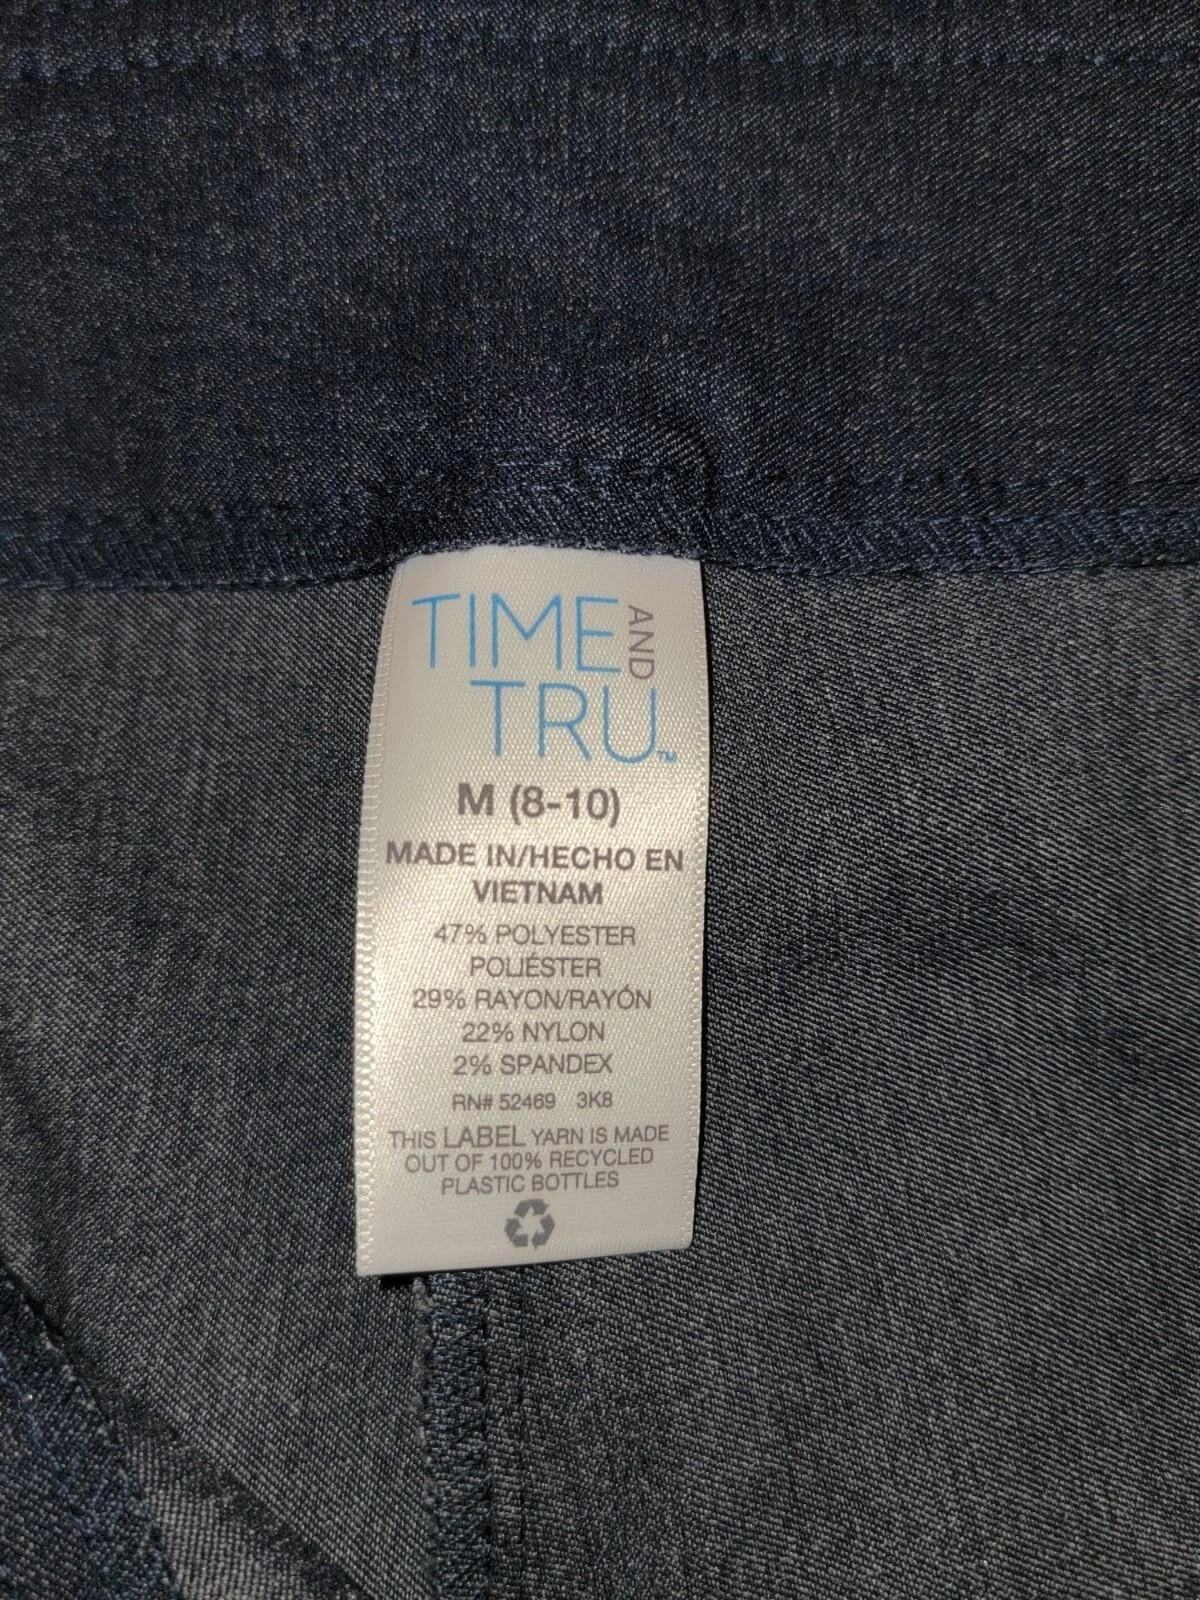 TIME AND
TRU™
M (8-10)
MADE IN/HECHO EN
VIETNAM
47% POLYESTER
POLIÉSTER
29% RAYON/RAYÓN
22% NYLON
2% SPANDEX
RN# 52469 3K8
THIS LABEL YARN IS MADE
OUT OF 100% RECYCLED
PLASTIC BOTTLES